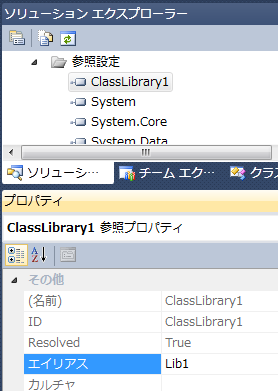 ソリューション エクスプローラー
参照設定
ClassLibrary1
System
System.Core
System.Data
ソリューシ... チーム エク... クラ
プロパティ
ClassLibrary1 参照プロパティ
その他
(名前) ClassLibrary1
ID ClassLibrary1
Resolved True
エイリアス Lib1
カルチャ